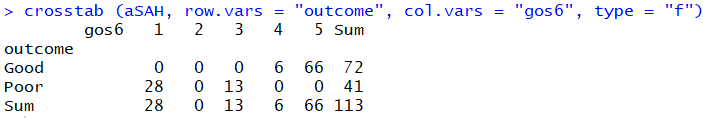 > crosstab (aSAH, row.vars = "outcome", col.vars = "gos6", type = "f")
gos6 1 2 3 4 5 Sum
outcome
Good 0 0 0 6 66 72
Poor 28 0 13 0 0 41
Sum 28 0 13 6 66 113